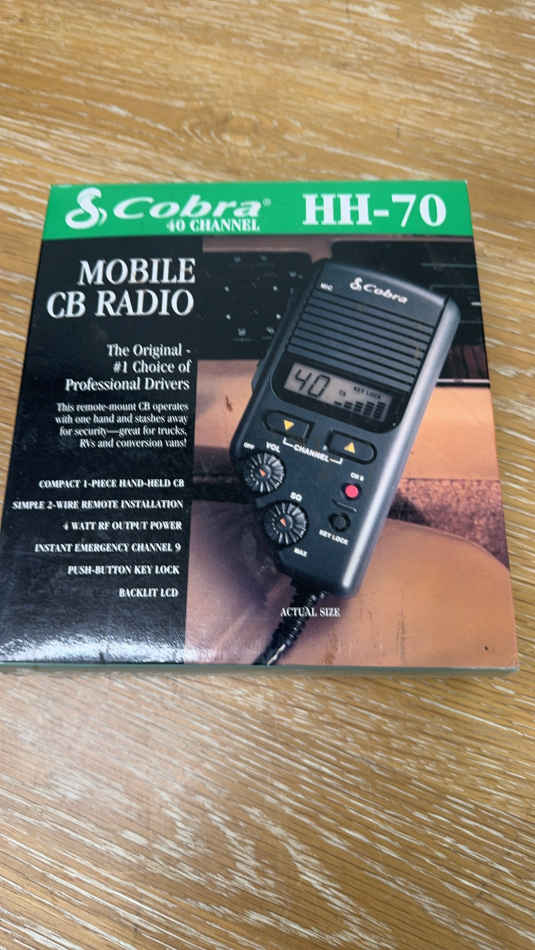 Cobra®
40 CHANNEL
HH-70
MOBILE
CB RADIO
The Original -
#1 Choice of
Professional Drivers
This remote-mount CB operates
with one hand and stashes away
for security—great for trucks,
RVs and conversion vans!
COMPACT 1-PIECE HAND-HELD CB
SIMPLE 2-WIRE REMOTE INSTALLATION
4 WATT RF OUTPUT POWER
INSTANT EMERGENCY CHANNEL 9
PUSH-BUTTON KEY LOCK
BACKLIT LCD
MIC
Cobra
40
KEY LOCK
CB
CHANNEL
OFF VOL
CH 9
SQ
KEY LOCK
MAX
ACTUAL SIZE